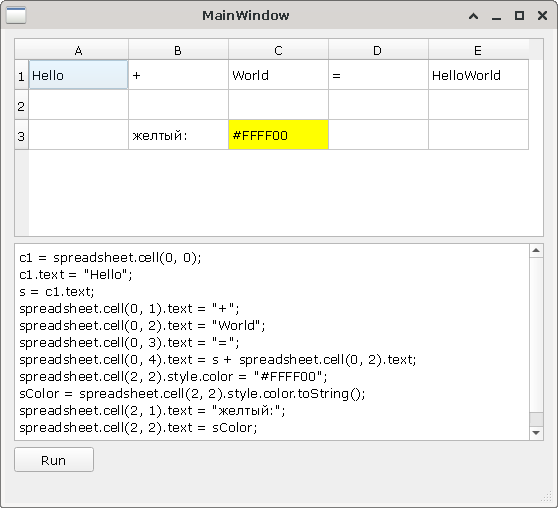 MainWindow
A B C D E
1 Hello + World = HelloWorld
2
3 желтый: #FFFF00
c1 = spreadsheet.cell(0, 0);
c1.text = "Hello";
s = c1.text;
spreadsheet.cell(0, 1).text = "+";
spreadsheet.cell(0, 2).text = "World";
spreadsheet.cell(0, 3).text = "=";
spreadsheet.cell(0, 4).text = s + spreadsheet.cell(0, 2).text;
spreadsheet.cell(2, 2).style.color = "#FFFF00";
sColor = spreadsheet.cell(2, 2).style.color.toString();
spreadsheet.cell(2, 1).text = "желтый:";
spreadsheet.cell(2, 2).text = sColor;
Run